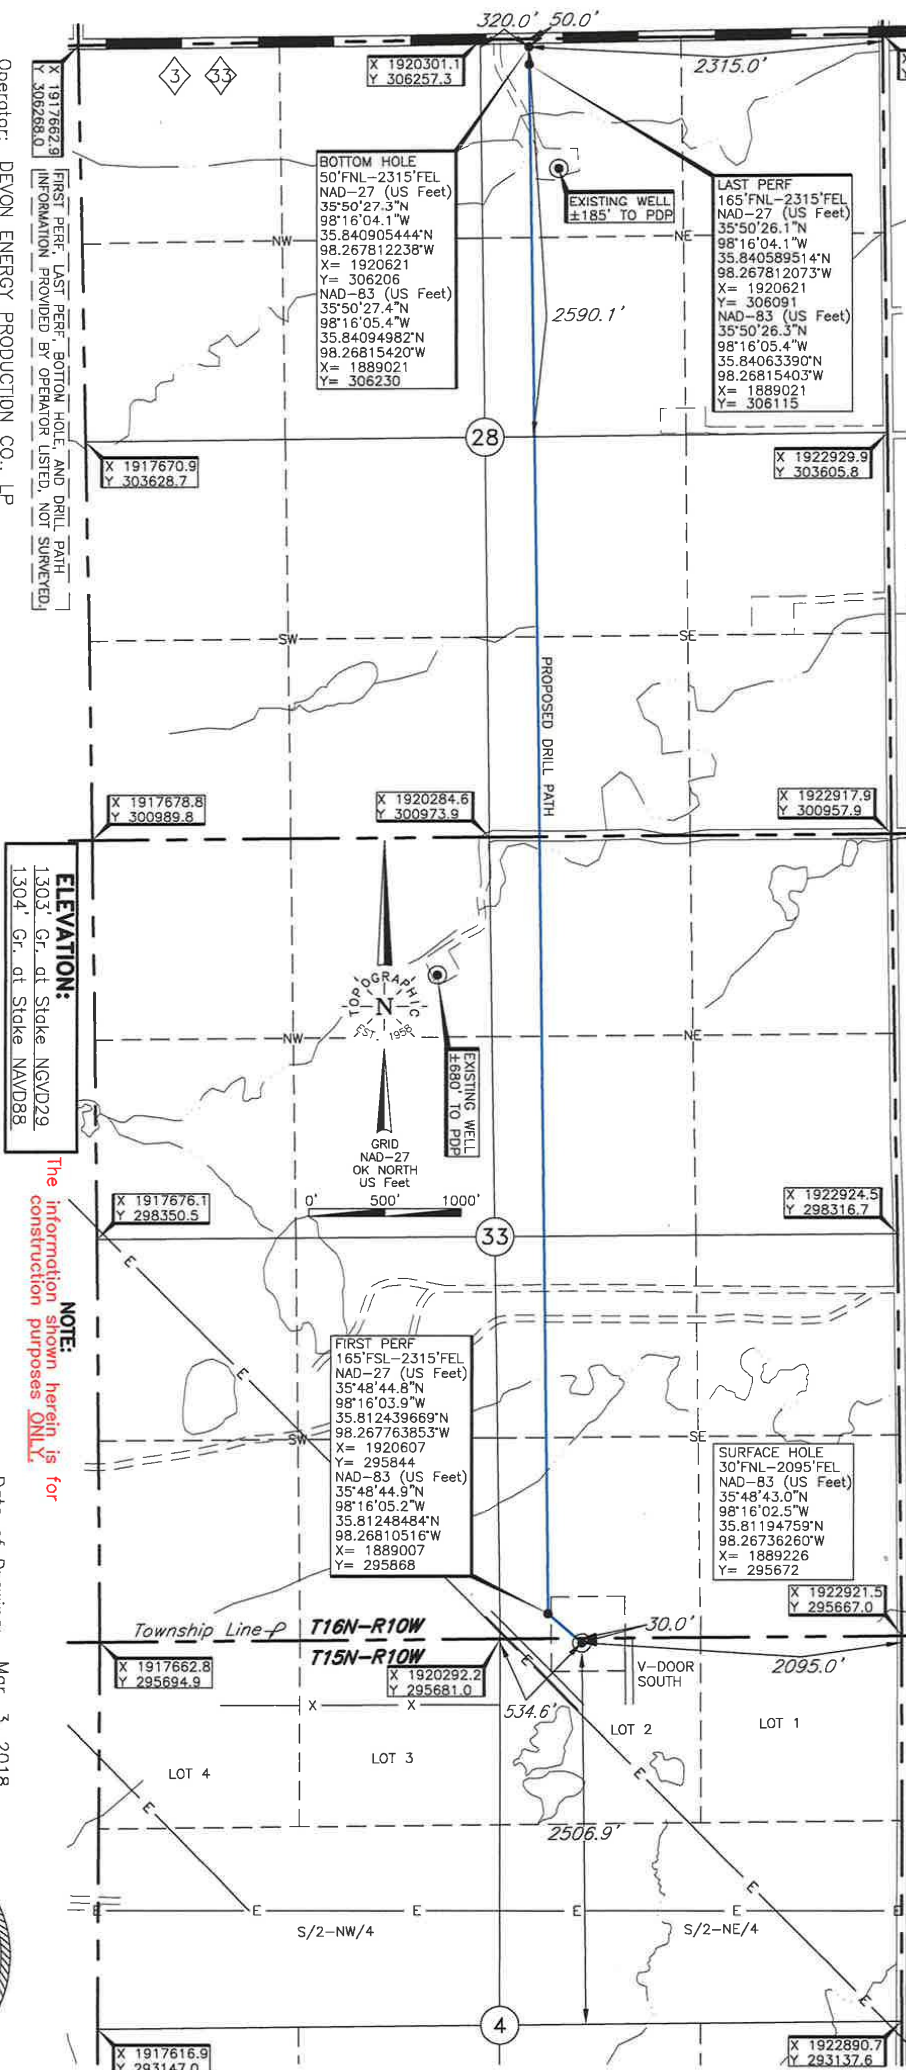 320.0' 50.0'
2315.0'
X 1917662.9
Y 306268.0
3
33
X 1920301.1
Y 306257.3
BOTTOM HOLE
50'FNL-2315'FEL
NAD-27 (US Feet)
35°50'27.3"N
98°16'04.1"W
35.840905444°N
98.267812238°W
X= 1920621
Y= 306206
NAD-83 (US Feet)
35°50'27.4"N
98°16'05.4"W
35.84094982°N
98.26815420°W
X= 1889021
Y= 306230
EXISTING WELL
±185' TO PDP
LAST PERF
165'FNL-2315'FEL
NAD-27 (US Feet)
35°50'26.1"N
98°16'04.1"W
35.840589514°N
98.267812073°W
X= 1920621
Y= 306091
NAD-83 (US Feet)
35°50'26.3"N
98°16'05.4"W
35.84063390°N
98.26815403°W
X= 1889021
Y= 306115
NW
NE
2590.1'
FIRST PERF, LAST PERF, BOTTOM HOLE, AND DRILL PATH
INFORMATION PROVIDED BY OPERATOR LISTED, NOT SURVEYED.
Operator: DEVON ENERGY PRODUCTION CO., LP
28
X 1917670.9
Y 303628.7
X 1922929.9
Y 303605.8
SW
SE
PROPOSED DRILL PATH
X 1917678.8
Y 300989.8
X 1920284.6
Y 300973.9
X 1922917.9
Y 300957.9
ELEVATION:
1303' Gr. at Stake NGVD29
1304' Gr. at Stake NAVD88
TOPOGRAPHIC
N
EST. 1958
NW
NE
EXISTING WELL
±680' TO PDP
GRID
NAD-27
OK NORTH
US Feet
0' 500' 1000'
X 1917676.1
Y 298350.5
X 1922924.5
Y 298316.7
33
NOTE:
The information shown herein is for
construction purposes ONLY.
E
E
FIRST PERF
165'FSL-2315'FEL
NAD-27 (US Feet)
35°48'44.8"N
98°16'03.9"W
35.812439669°N
98.267763853°W
X= 1920607
Y= 295844
NAD-83 (US Feet)
35°48'44.9"N
98°16'05.2"W
35.81248484°N
98.26810516°W
X= 1889007
Y= 295868
SW
SE
SURFACE HOLE
30'FNL-2095'FEL
NAD-83 (US Feet)
35°48'43.0"N
98°16'02.5"W
35.81194759°N
98.26736260°W
X= 1889226
Y= 295672
X 1922921.5
Y 295667.0
Township Line
T16N-R10W
T15N-R10W
30.0'
X 1917662.8
Y 295694.9
X 1920292.2
Y 295681.0
E
V-DOOR
SOUTH
2095.0'
534.6'
X X
LOT 4
LOT 3
LOT 2
LOT 1
E
E
2506.9'
E
E E E E E E
S/2-NW/4
S/2-NE/4
E
4
X 1917616.9
Y 293147.0
X 1922890.7
Y 293137.6
Mar. 3, 2018